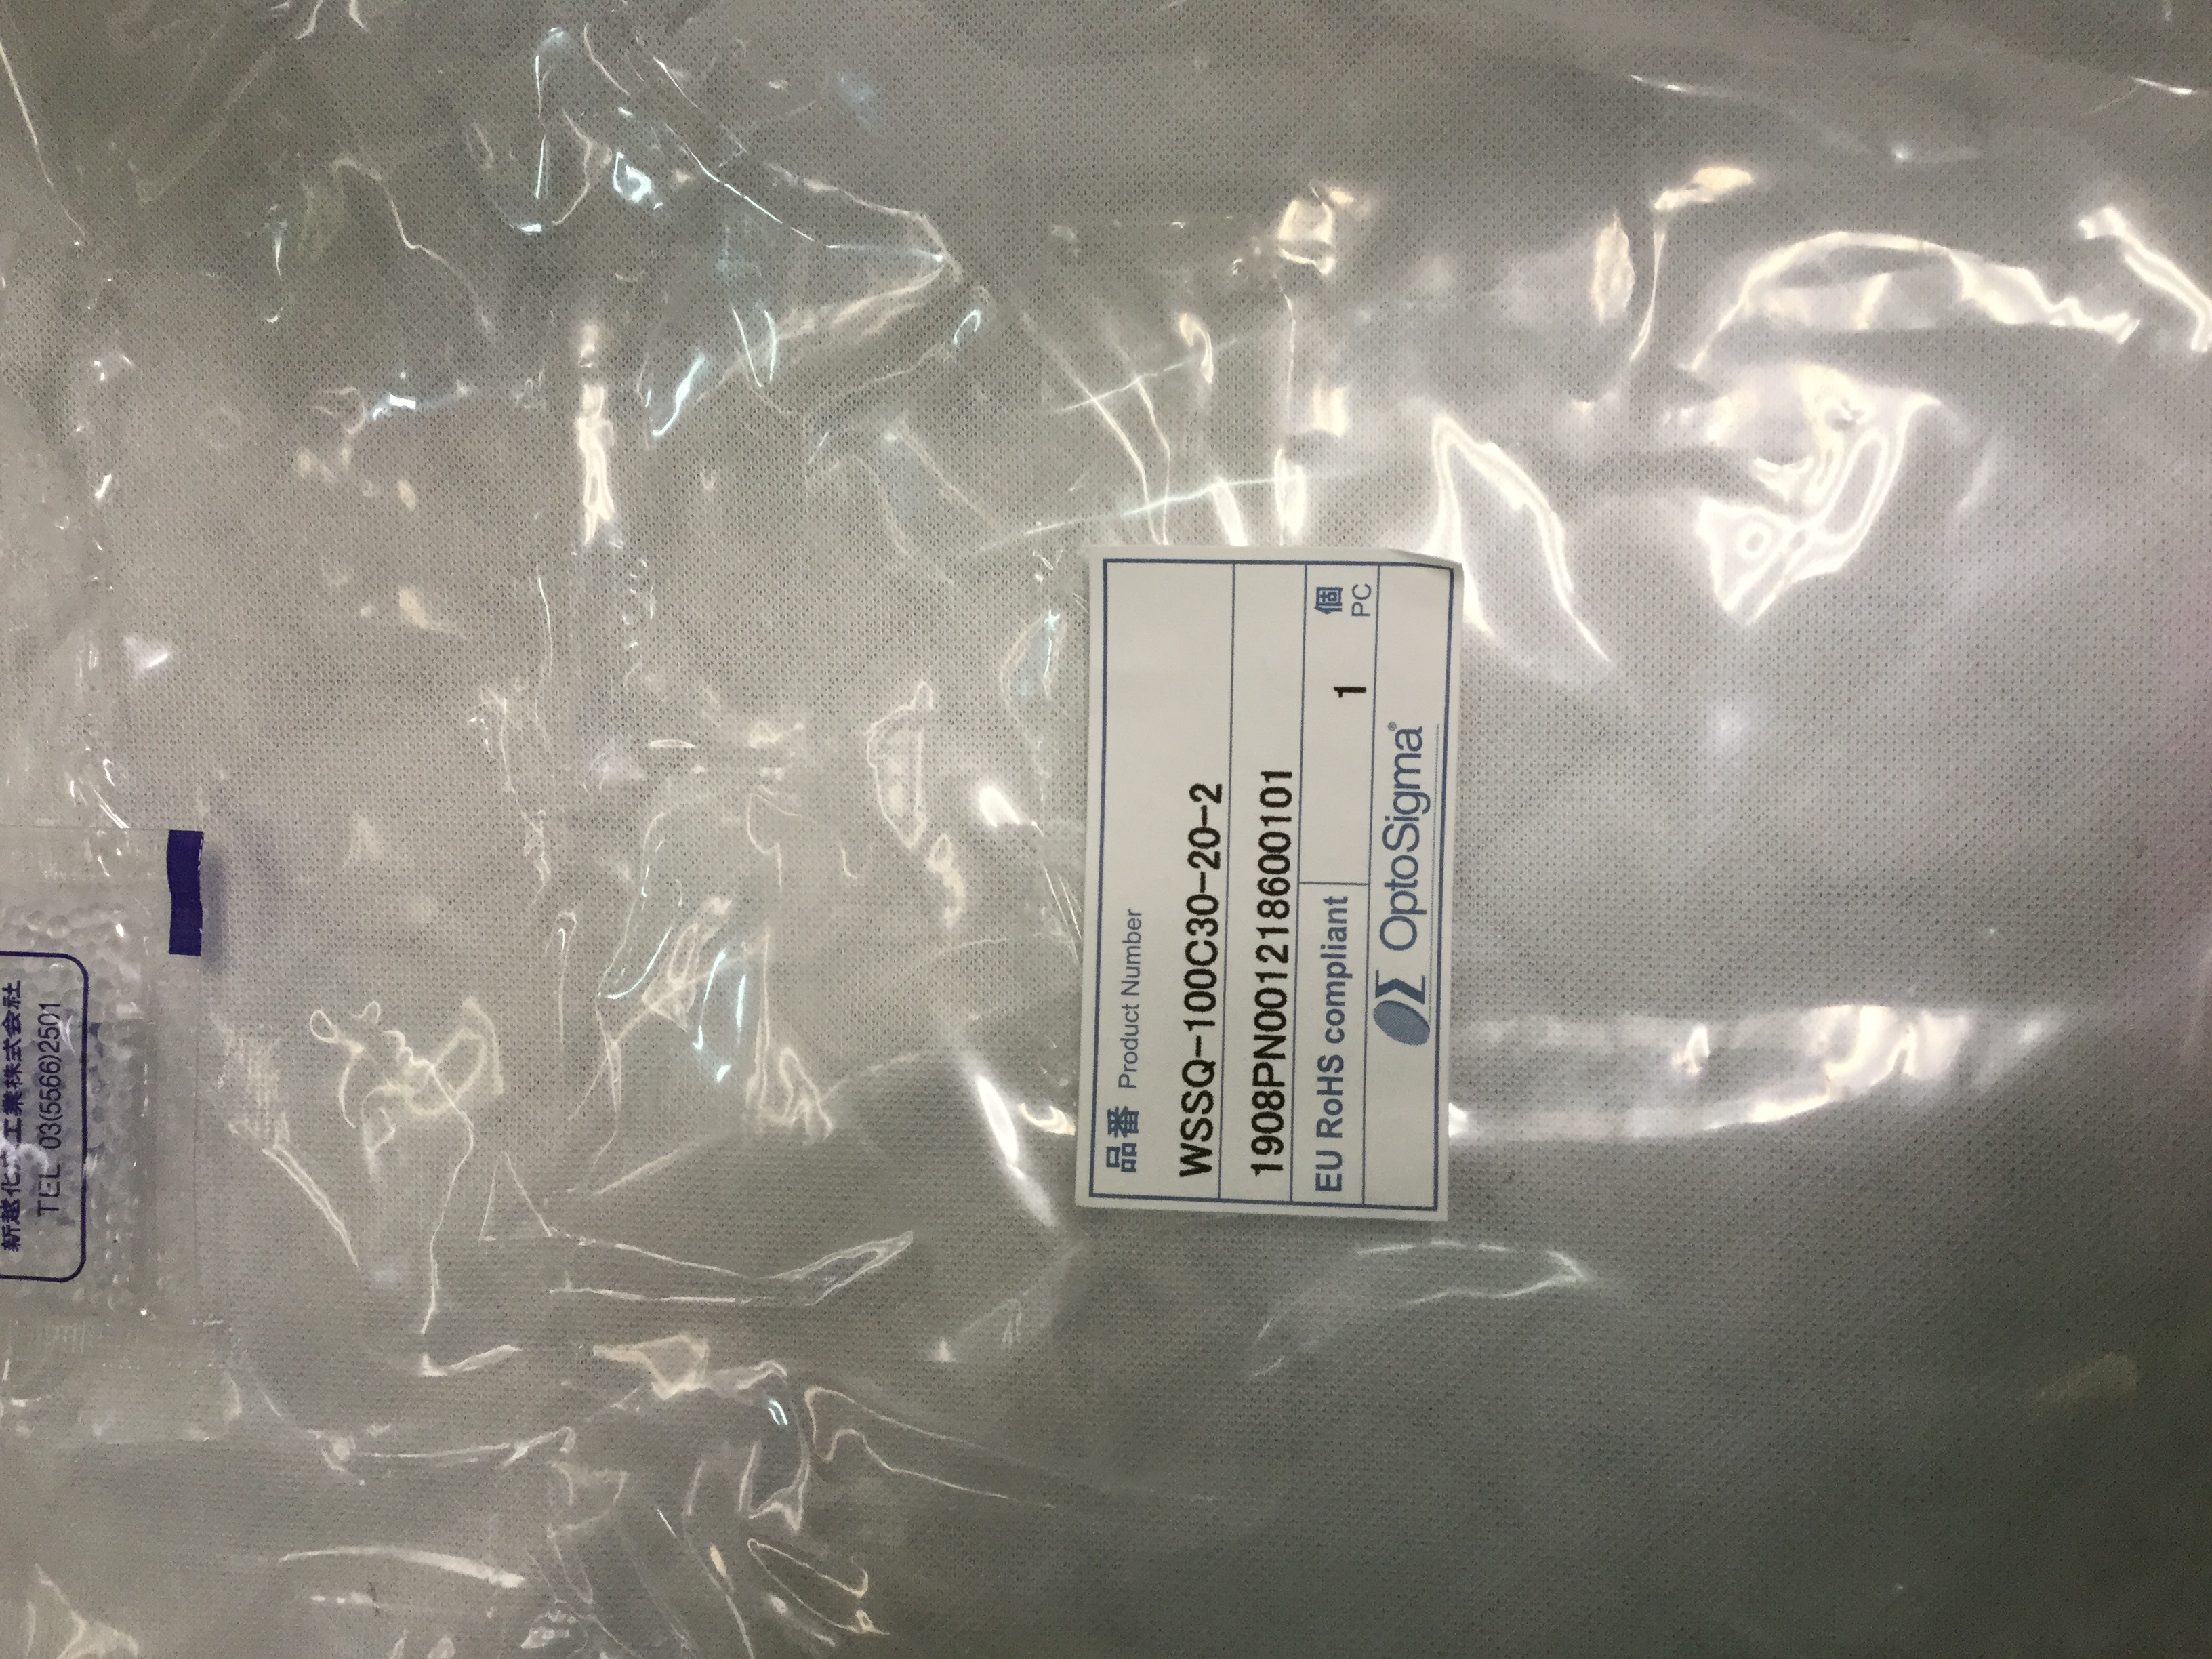 品番 Product Number
WSSQ-100C30-20-2
1908PN00121860101
EU RoHS compliant
1 個
PC
OptoSigma®
工業株式会社
TEL 03(5566)2501